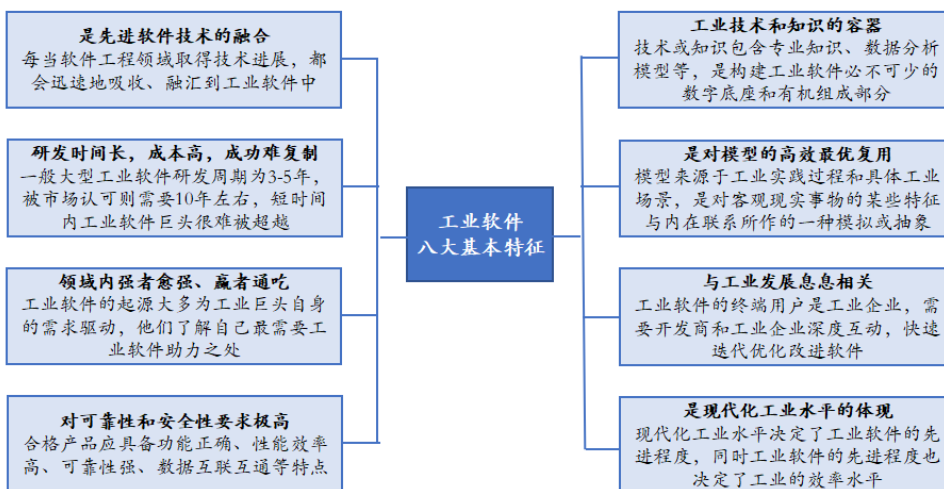 是先进软件技术的融合
每当软件工程领域取得技术进展，都
会迅速地吸收、融汇到工业软件中
研发时间长，成本高，成功难复制
一般大型工业软件研发周期为3-5年，
被市场认可则需要10年左右，短时间
内工业软件巨头很难被超越
领域内强者愈强、赢者通吃
工业软件的起源大多为工业巨头自身
的需求驱动，他们了解自己最需要工
业软件助力之处
对可靠性和安全性要求极高
合格产品应具备功能正确、性能效率
高、可靠性强、数据互联互通等特点
工业软件
八大基本特征
工业技术和知识的容器
技术或知识包含专业知识、数据分析
模型等，是构建工业软件必不可少的
数字底座和有机组成部分
是对模型的高效最优复用
模型来源于工业实践过程和具体工业
场景，是对客观现实事物的某些特征
与内在联系所作的一种模拟或抽象
与工业发展息息相关
工业软件的终端用户是工业企业，需
要开发商和工业企业深度互动，快速
迭代优化改进软件
是现代化工业水平的体现
现代化工业水平决定了工业软件的先
进程度，同时工业软件的先进程度也
决定了工业的效率水平